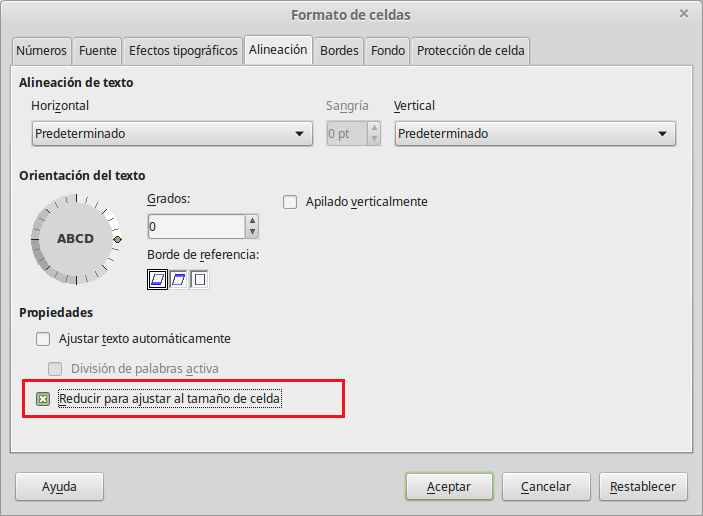 Formato de celdas
Números Fuente Efectos tipográficos Alineación Bordes Fondo Protección de celda
Alineación de texto
Horizontal Sangría Vertical
Predeterminado 0 pt Predeterminado
Orientación del texto
Grados:
Apilado verticalmente
0
ABCD
Borde de referencia:
Propiedades
Ajustar texto automáticamente
División de palabras activa
Reducir para ajustar al tamaño de celda
Ayuda Aceptar Cancelar Restablecer